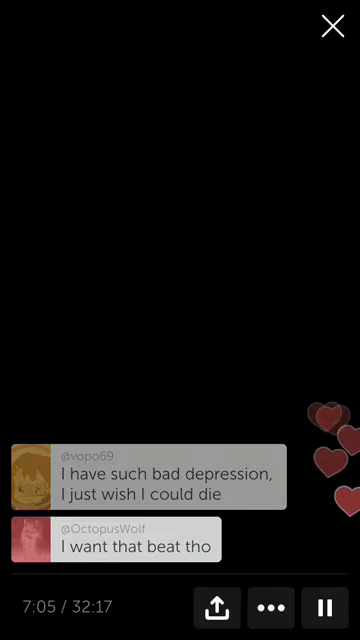 @vopo69
I have such bad depression,
I just wish I could die
@OctopusWolf
I want that beat tho
7:05 / 32:17